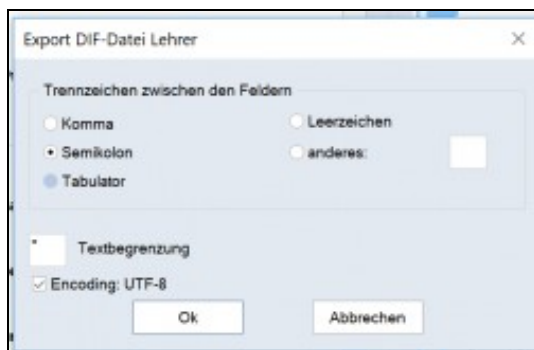 Export DIF-Datei Lehrer
Trennzeichen zwischen den Feldern
Komma
Leerzeichen
Semikolon
anderes:
Tabulator
" Textbegrenzung
Encoding: UTF-8
Ok Abbrechen